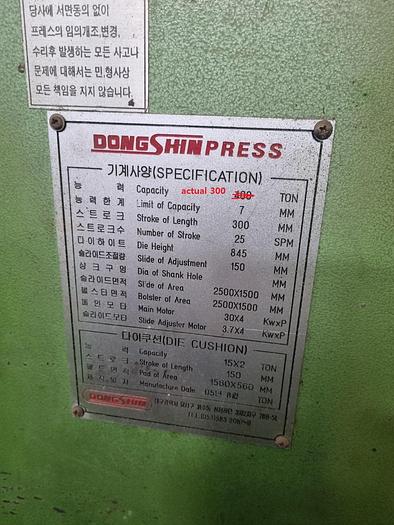 당사에 서면동의 없이
프레스의 임의개조,변경,
수리후 발생하는 모든 사고나
문제에 대해서는 민,형사상
모든 책임을 지지 않습니다.
DONGSHIN PRESS
기계사양(SPECIFICATION)
능 력 Capacity actual 300 400 TON
능력한계 Limit of Capacity 7 MM
스트로크 Stroke of Length 300 MM
스트로크수 Number of Stroke 25 SPM
다이하이트 Die Height 845 MM
슬라이드조절량 Slide of Adjustment 150 MM
상크구멍 Dia of Shank Hole MM
슬라이드면적 Slide of Area 2500X1500 MM
볼스타면적 Bolster of Area 2500X1500 MM
메인모타 Main Motor 30X4 KwxP
슬라이드모타 Slide Adjuster Motor 3.7X4 KwxP
다이쿠션(DIE CUSHION)
능 력 Capacity 15X2 TON
스트로크 Stroke of Length 150 MM
패드면적 Pad of Area 1580X560 MM
제작일자 Manufacture Date
DONGSHIN